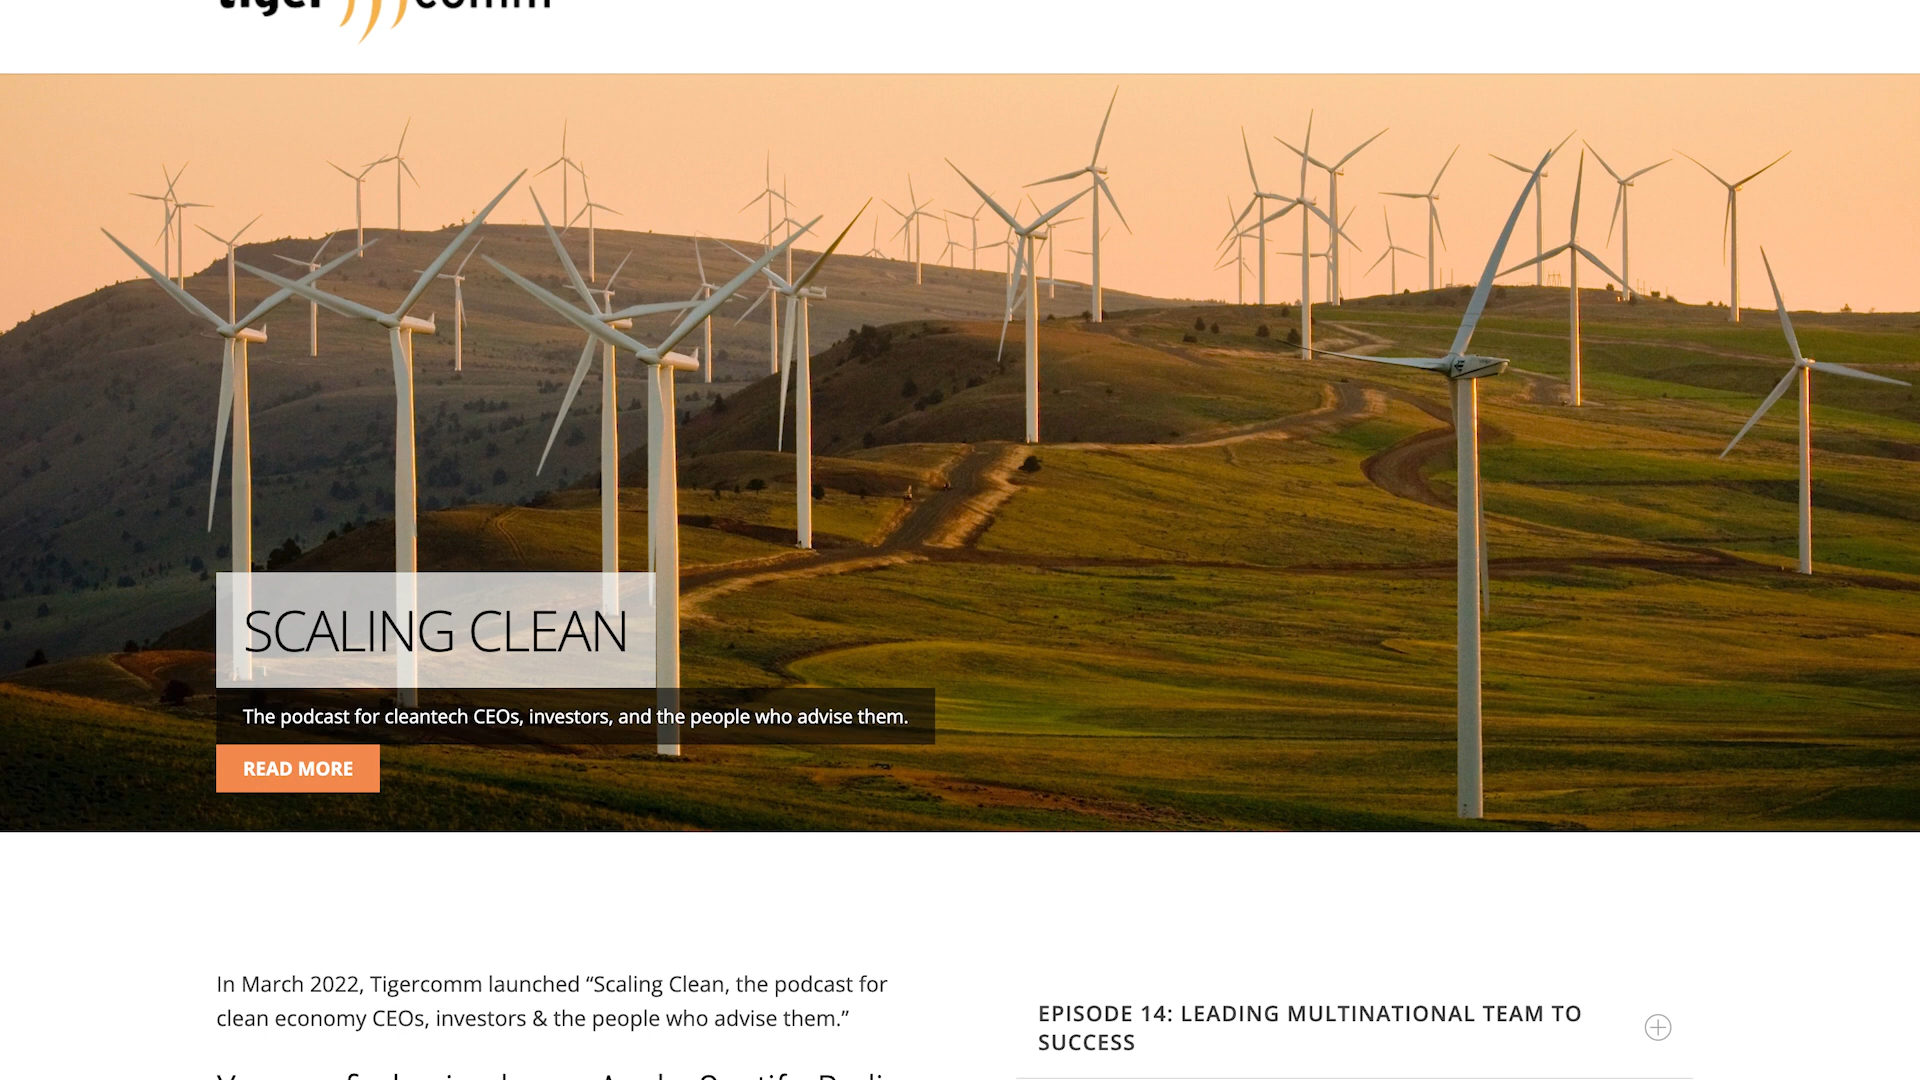 tiger comm
SCALING CLEAN
The podcast for cleantech CEOs, investors, and the people who advise them.
READ MORE
In March 2022, Tigercomm launched “Scaling Clean, the podcast for
clean economy CEOs, investors & the people who advise them.”
EPISODE 14: LEADING MULTINATIONAL TEAM TO
SUCCESS